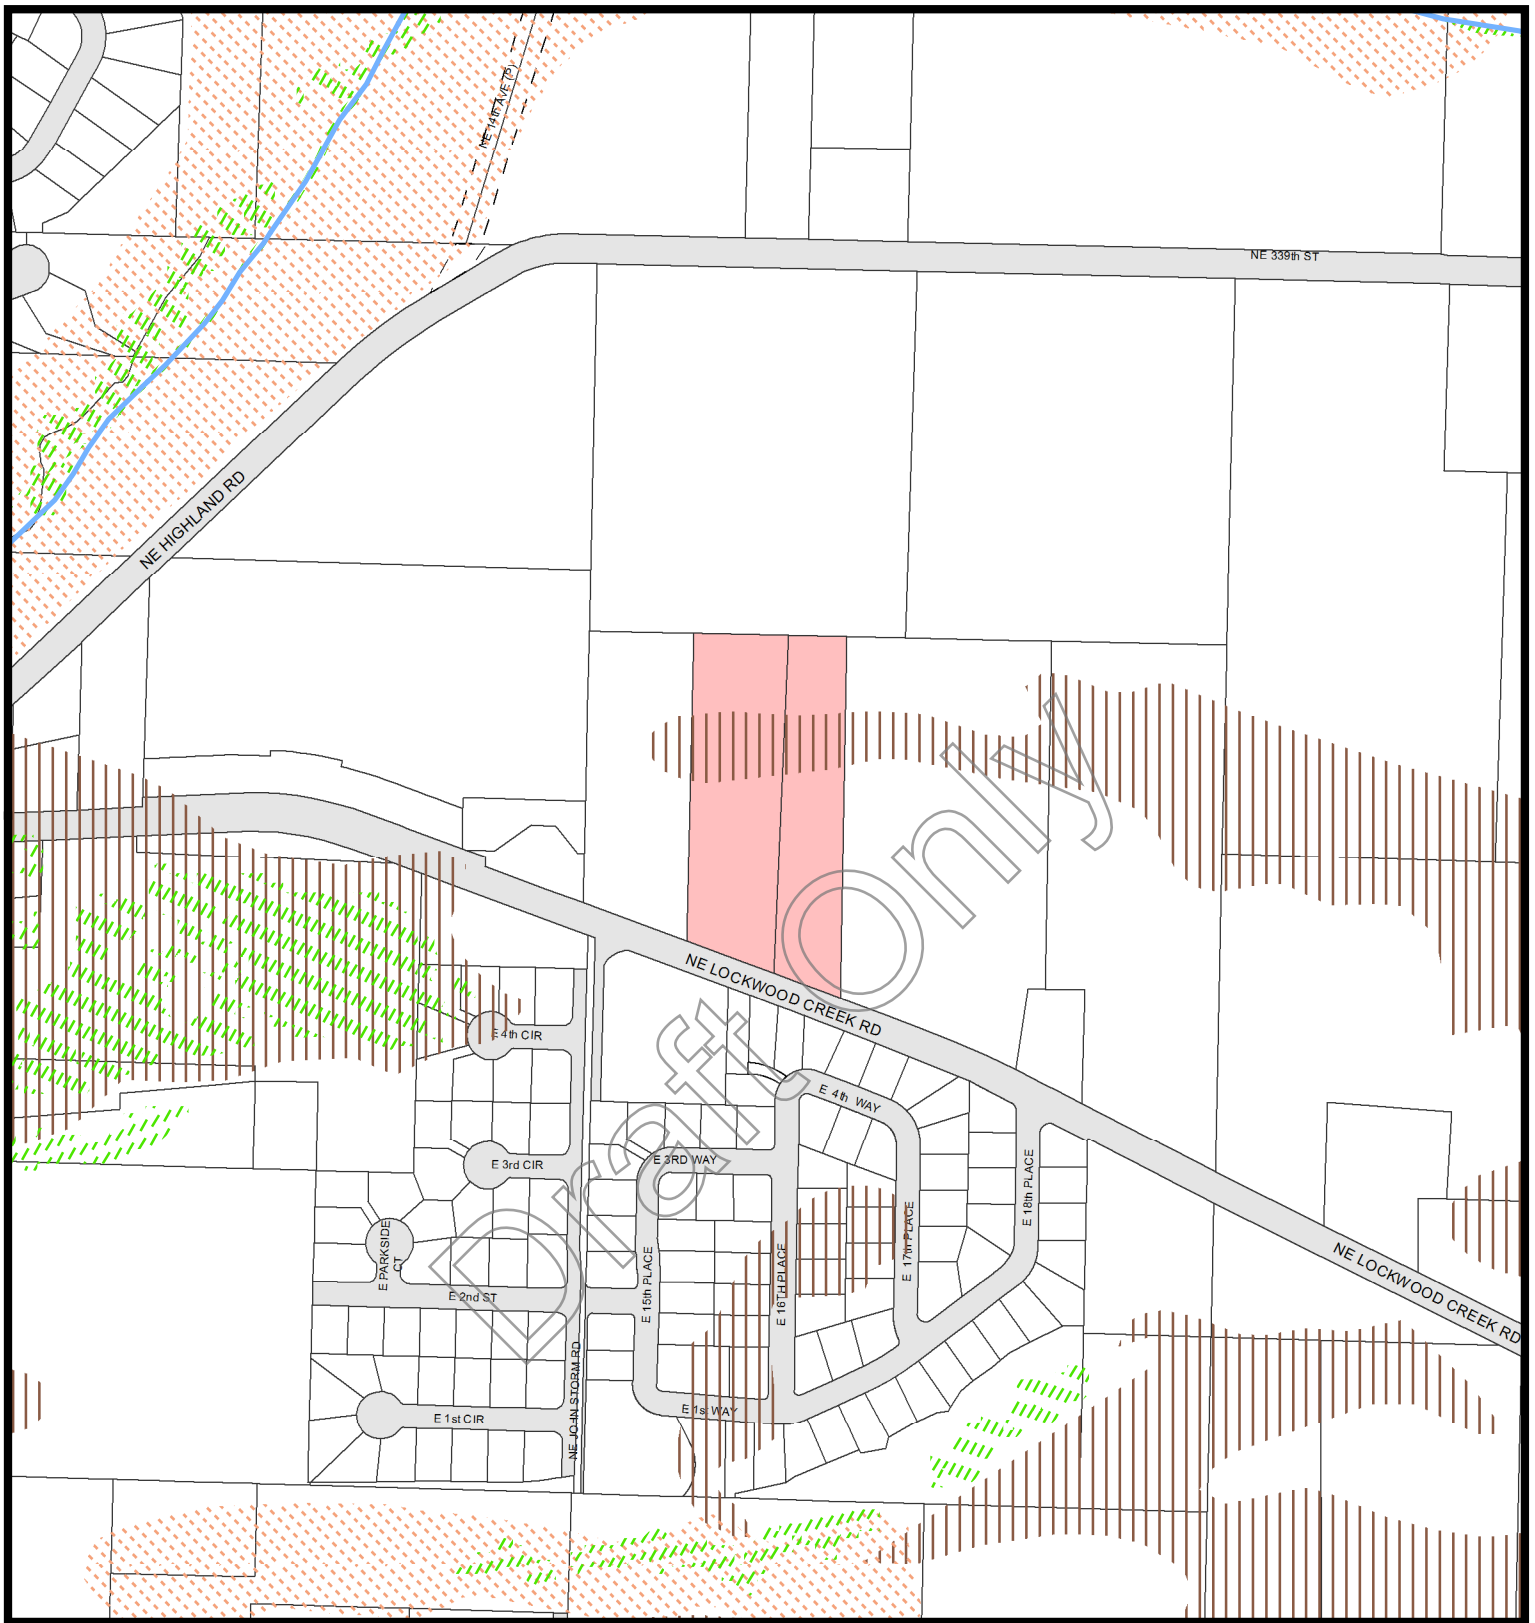 NE 14th AVE (P)
NE 339th ST
NE HIGHLAND RD
NE LOCKWOOD CREEK RD
E 4th CIR
E 4th WAY
E 3rd CIR
E 3RD WAY
E 18th PLACE
E 17th PLACE
E PARKSIDE
CT
E 15th PLACE
E 16TH PLACE
E 2nd ST
NE LOCKWOOD CREEK RD
NE JOHN STORM RD
E 1st WAY
E 1st CIR
Draft Only